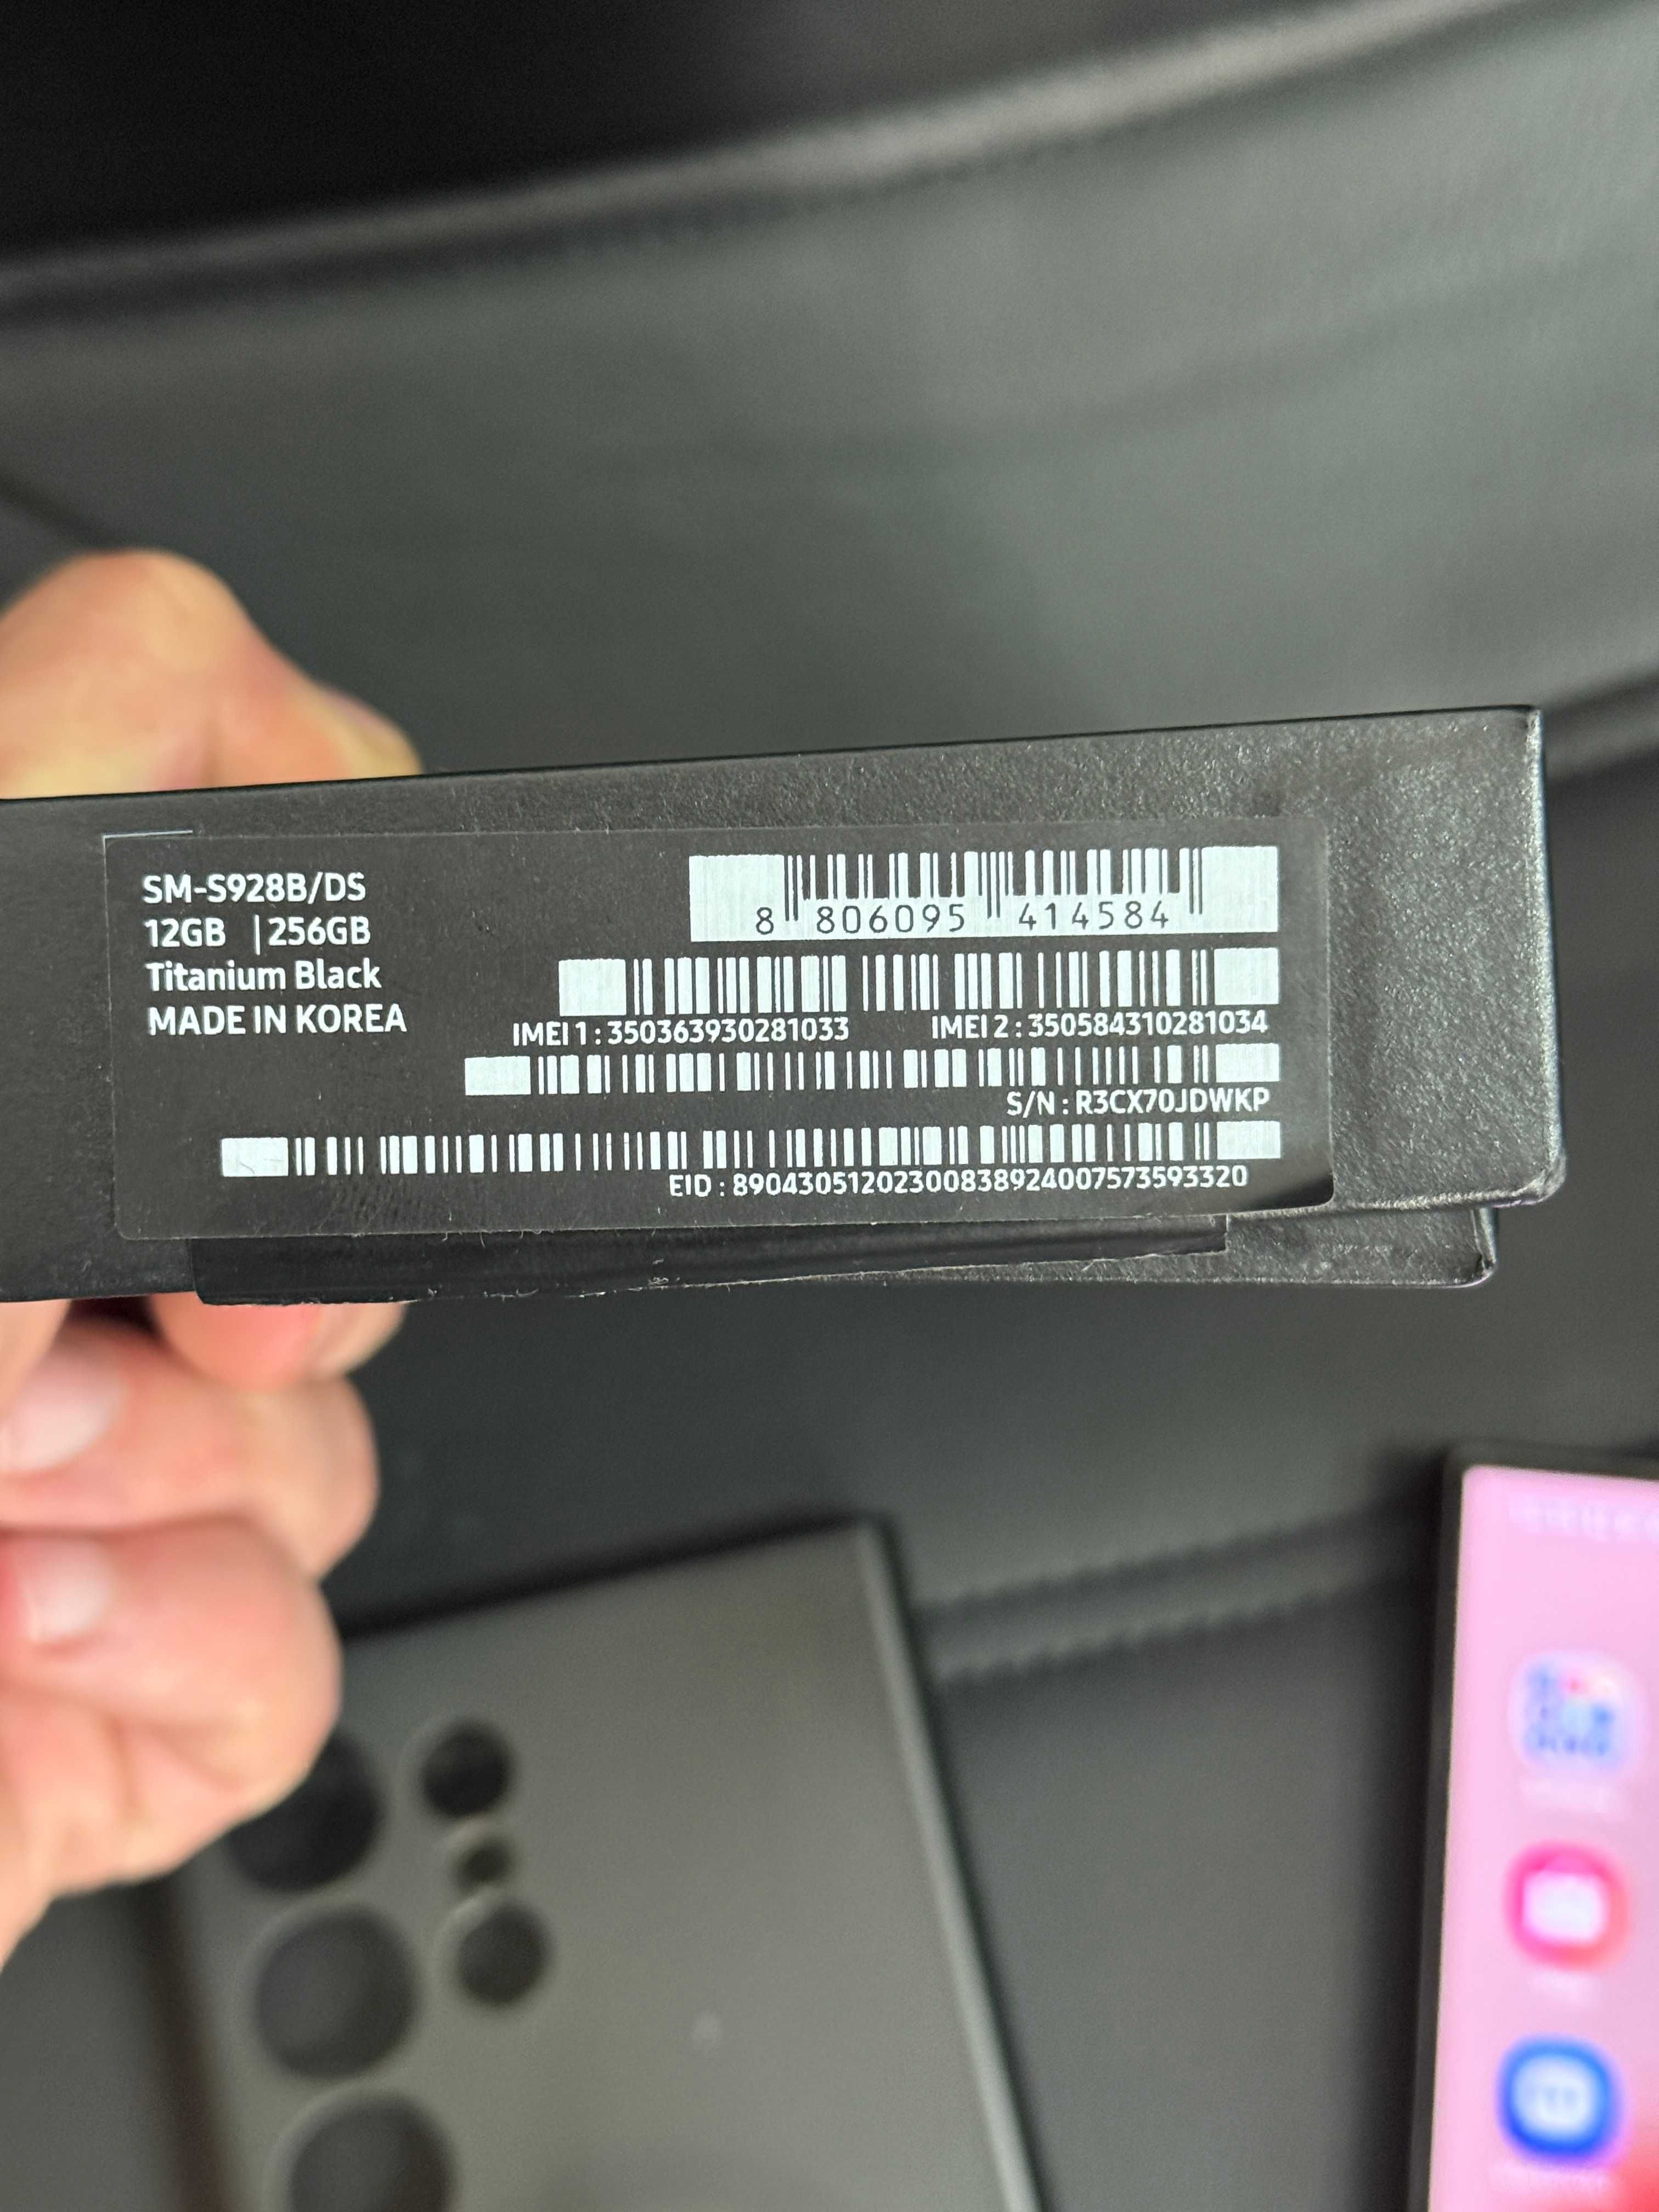 SM-S928B/DS
12GB | 256GB
Titanium Black
MADE IN KOREA
8 806095 414584
IMEI 1 : 350363930281033 IMEI 2 : 350584310281034
S/N : R3CX70JDWKP
EID : 89043051202300838924007573593320